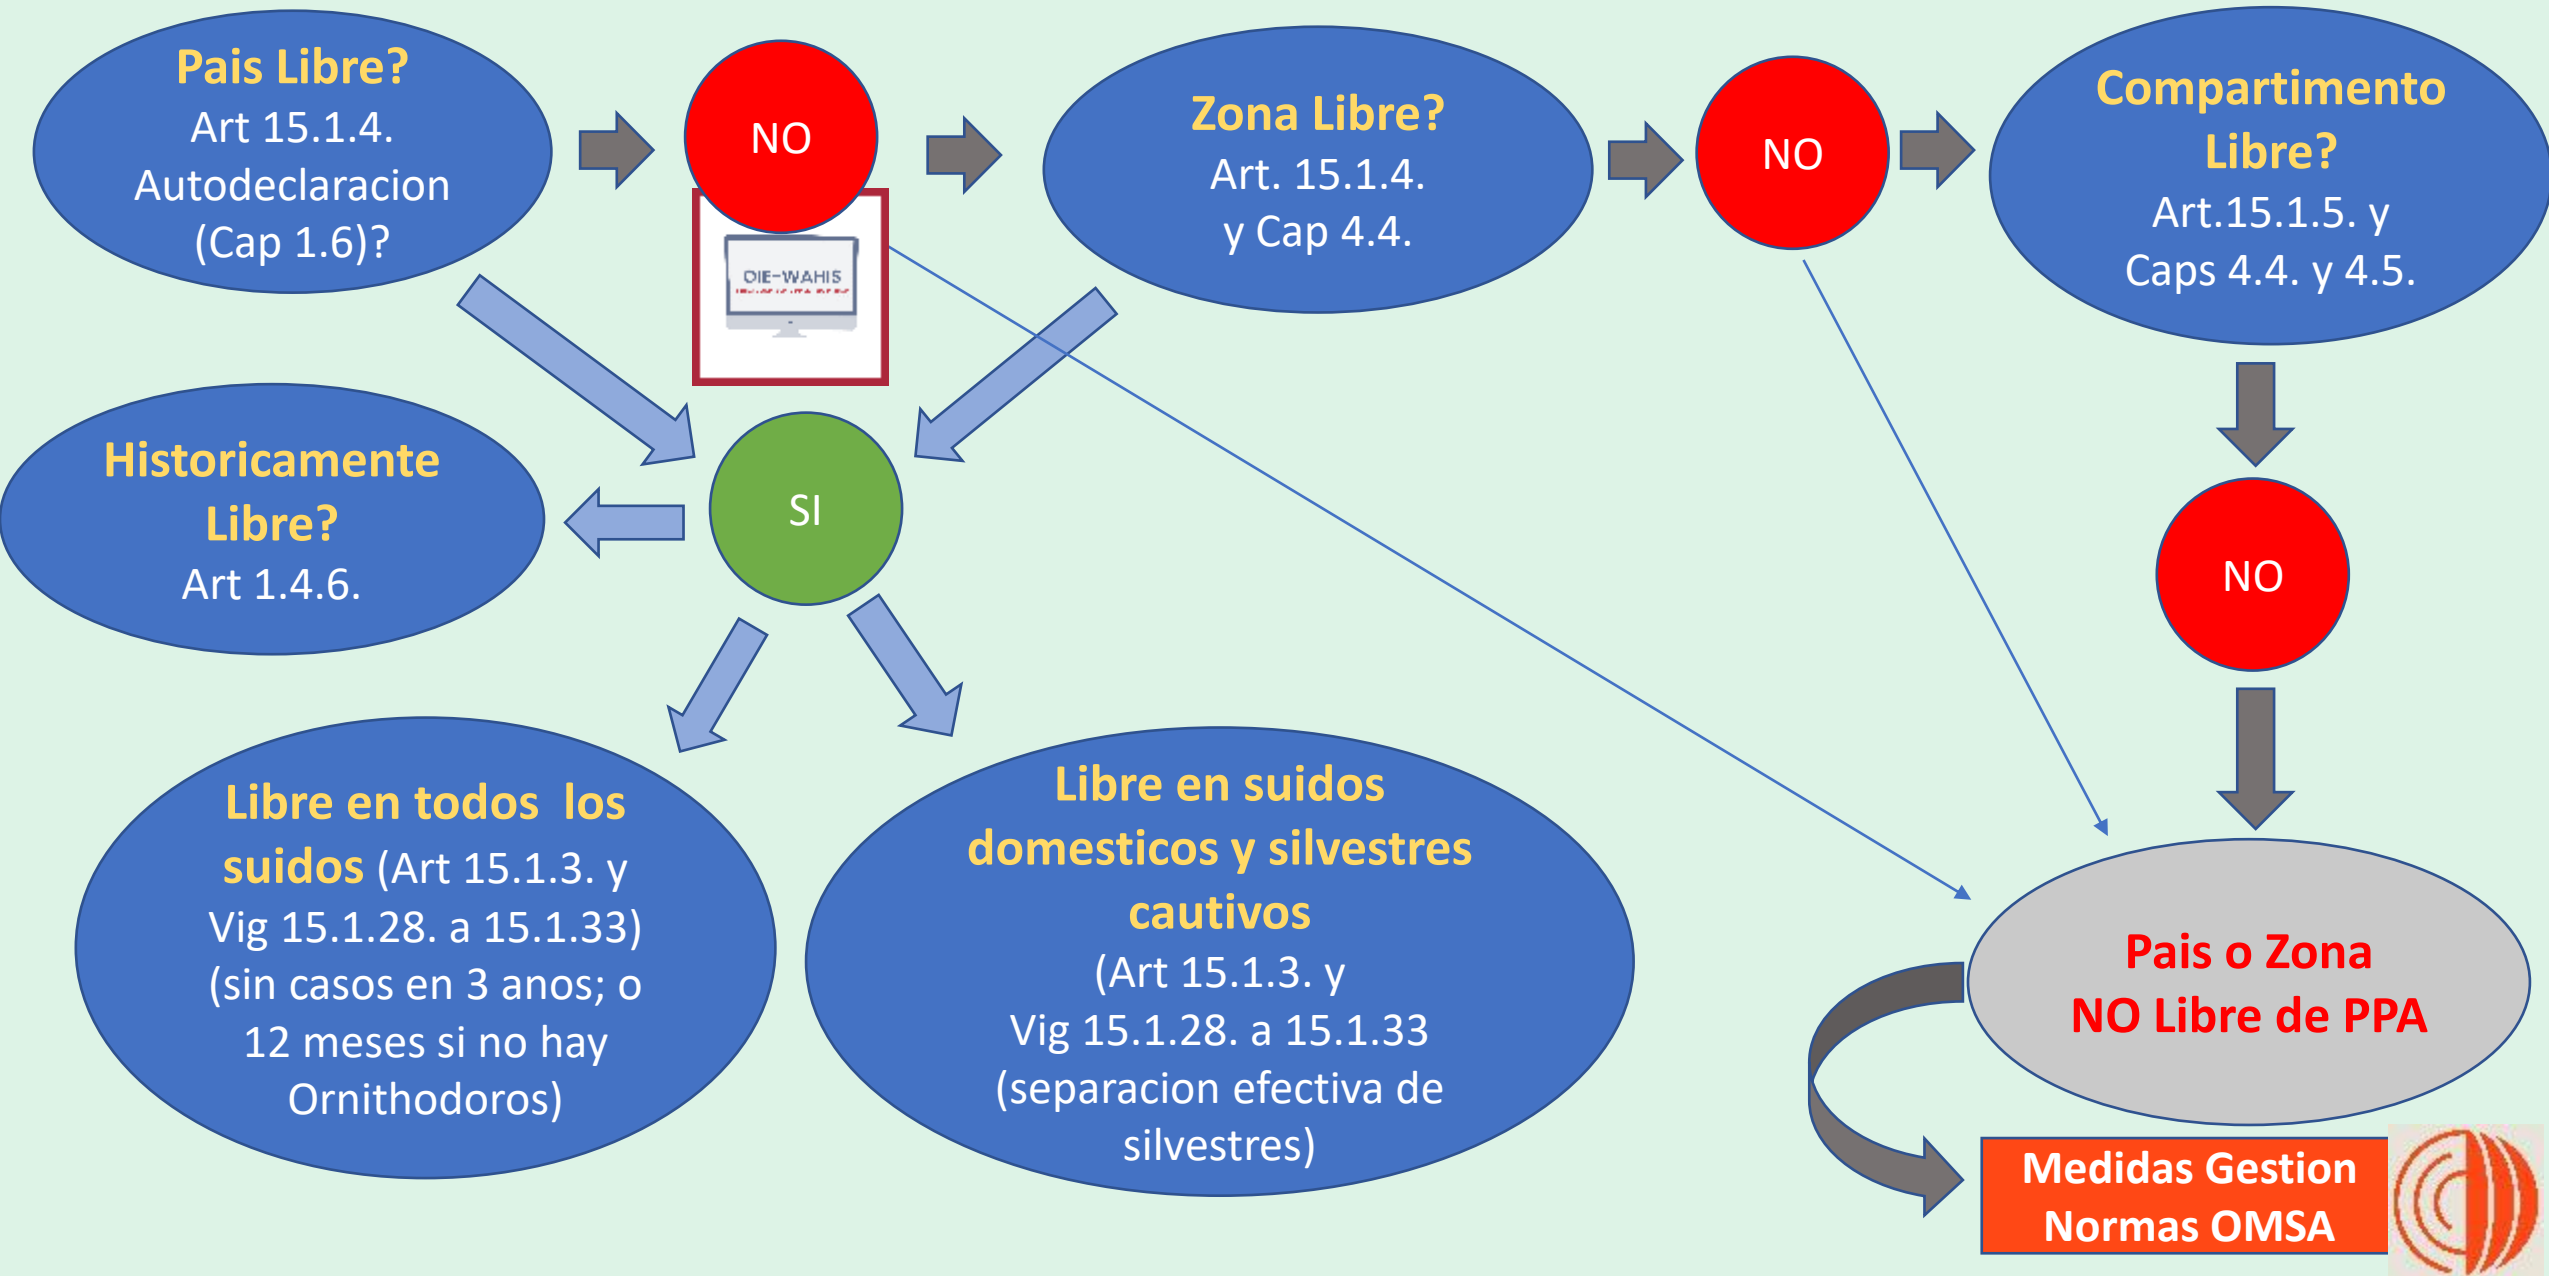 Pais Libre?
Art 15.1.4.
Autodeclaracion
(Cap 1.6)?
NO
OIE-WAHIS
Zona Libre?
Art. 15.1.4.
y Cap 4.4.
NO
Compartimento
Libre?
Art.15.1.5. y
Caps 4.4. y 4.5.
Historicamente
Libre?
Art 1.4.6.
SI
NO
Libre en todos  los
suidos (Art 15.1.3. y
Vig 15.1.28. a 15.1.33)
(sin casos en 3 anos; o
12 meses si no hay
Ornithodoros)
Libre en suidos
domesticos y silvestres
cautivos
(Art 15.1.3. y
Vig 15.1.28. a 15.1.33
(separacion efectiva de
silvestres)
Pais o Zona
NO Libre de PPA
Medidas Gestion
Normas OMSA